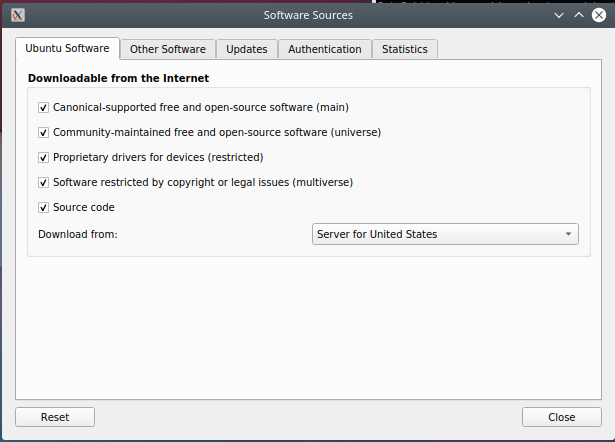 Software Sources
Ubuntu Software
Other Software
Updates
Authentication
Statistics
Downloadable from the Internet
Canonical-supported free and open-source software (main)
Community-maintained free and open-source software (universe)
Proprietary drivers for devices (restricted)
Software restricted by copyright or legal issues (multiverse)
Source code
Download from:
Server for United States
Reset
Close